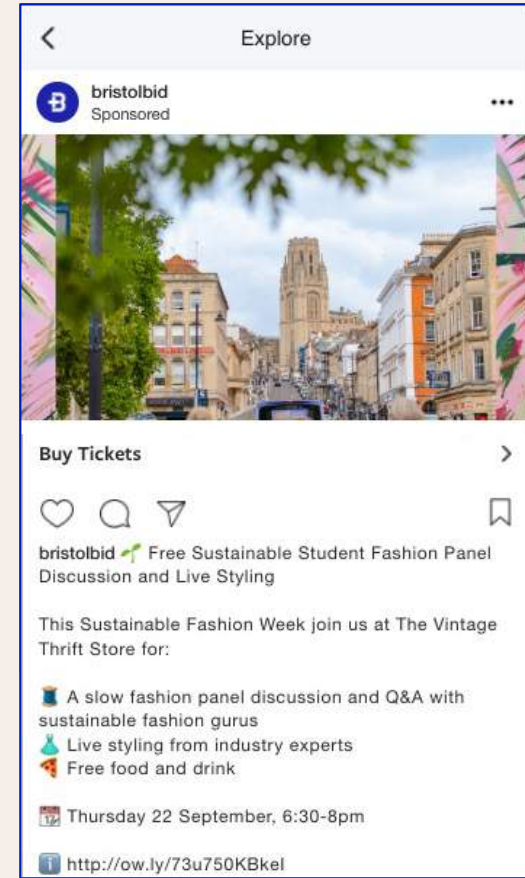 Explore
bristolbid
Sponsored
Buy Tickets
bristolbid 🌱 Free Sustainable Student Fashion Panel
Discussion and Live Styling
This Sustainable Fashion Week join us at The Vintage
Thrift Store for:
🧵 A slow fashion panel discussion and Q&A with
sustainable fashion gurus
👗 Live styling from industry experts
🍕 Free food and drink
📅 Thursday 22 September, 6:30-8pm
ℹ️ http://ow.ly/73u750KBkeI